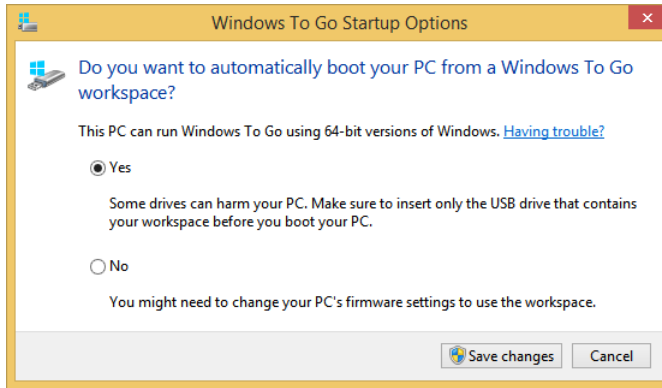 Windows To Go Startup Options
Do you want to automatically boot your PC from a Windows To Go
workspace?
This PC can run Windows To Go using 64-bit versions of Windows. Having trouble?
Yes
Some drives can harm your PC. Make sure to insert only the USB drive that contains
your workspace before you boot your PC.
No
You might need to change your PC's firmware settings to use the workspace.
Save changes Cancel